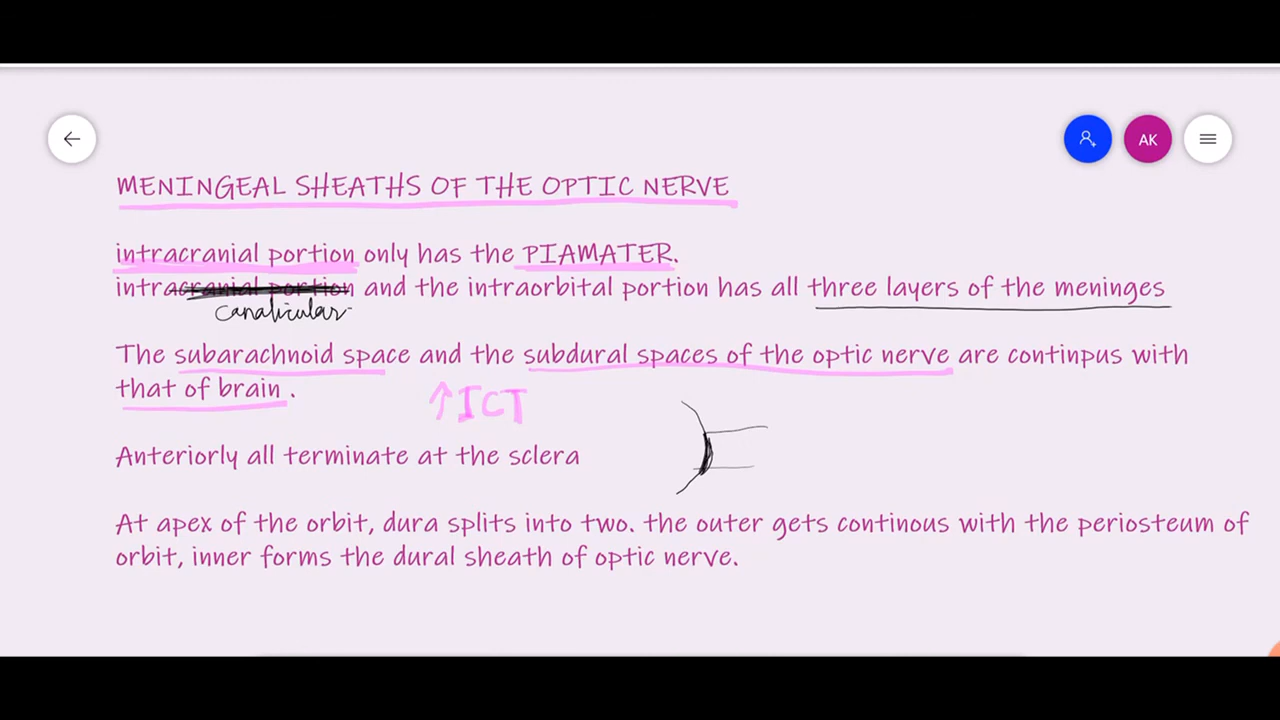 AK
MENINGEAL SHEATHS OF THE OPTIC NERVE
intracranial portion only has the PIAMATER.
intracranial portion and the intraorbital portion has all three layers of the meninges
canalicular
The subarachnoid space and the subdural spaces of the optic nerve are continpus with
that of brain .
↑ ICT
Anteriorly all terminate at the sclera
At apex of the orbit, dura splits into two. the outer gets continous with the periosteum of
orbit, inner forms the dural sheath of optic nerve.